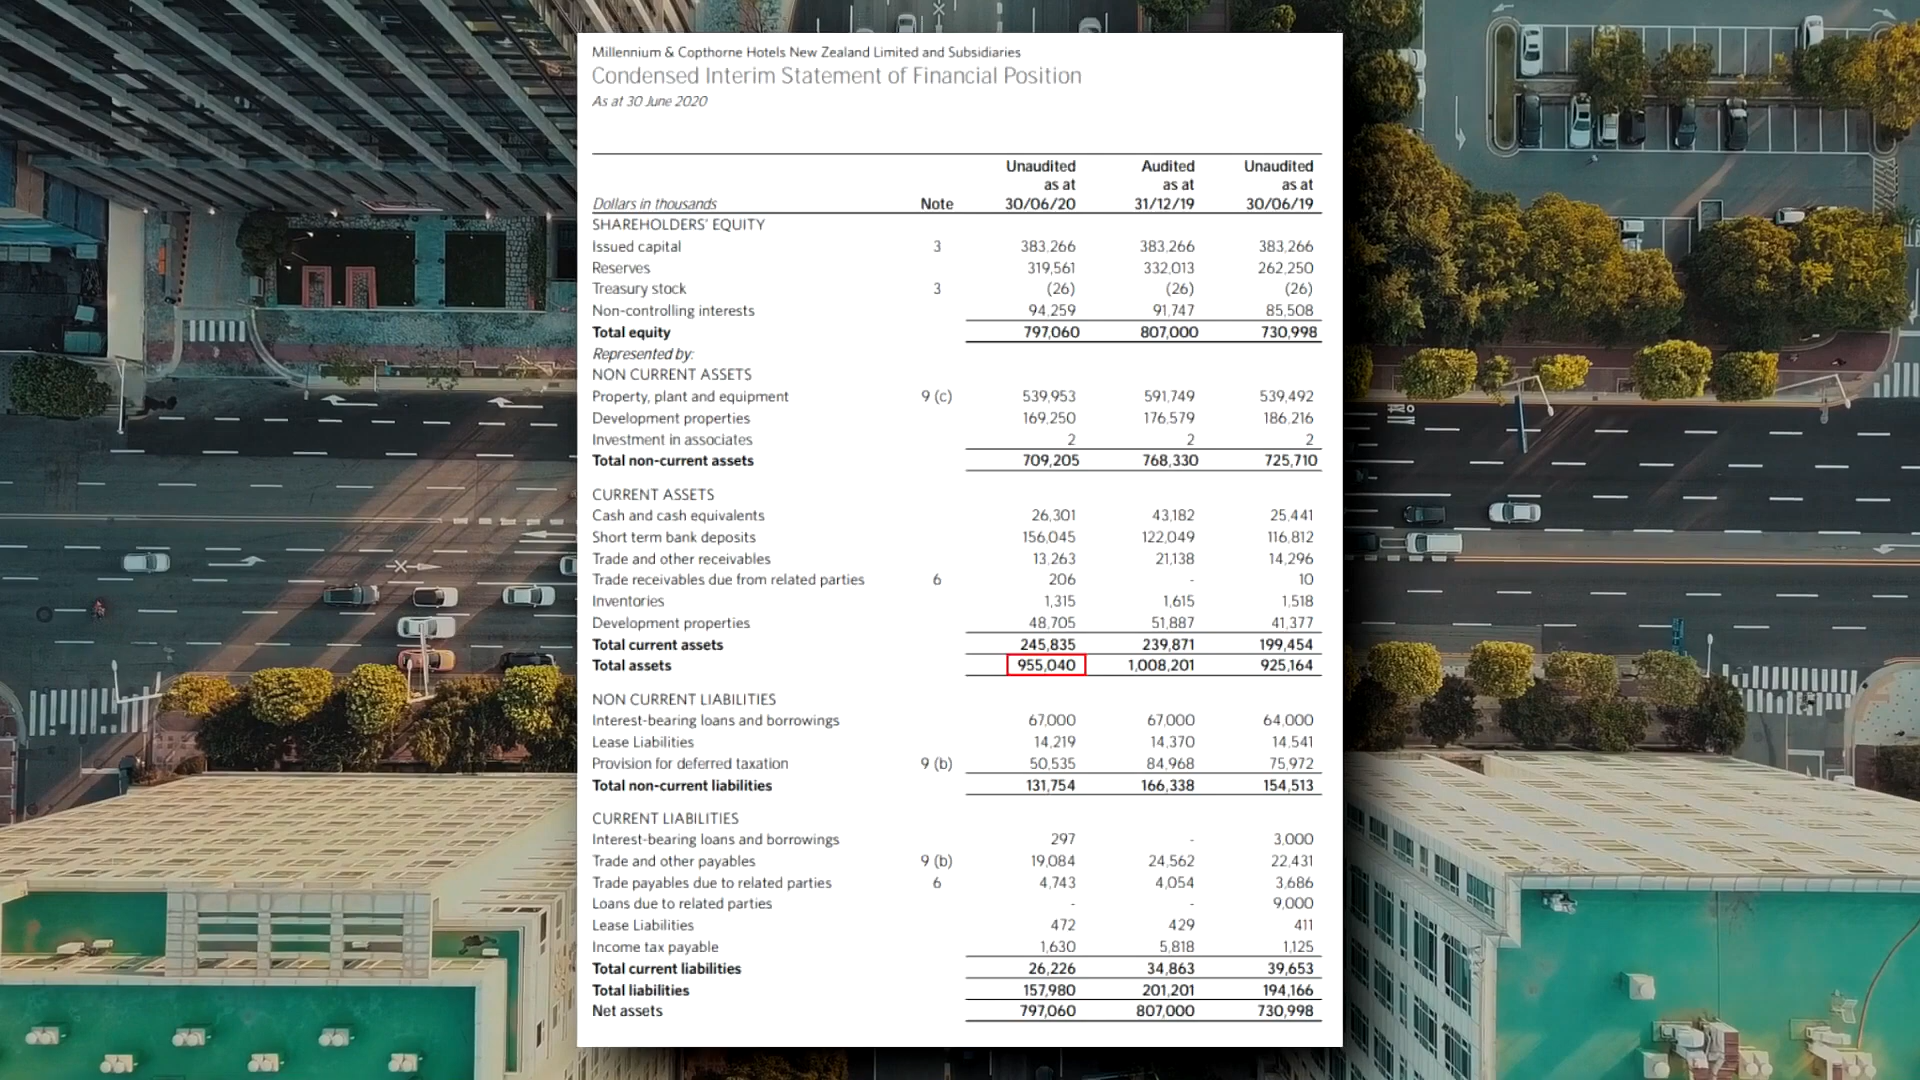 Millennium & Copthorne Hotels New Zealand Limited and Subsidiaries
Condensed Interim Statement of Financial Position
As at 30 June 2020
Unaudited Audited Unaudited
as at as at as at
Dollars in thousands Note 30/06/20 31/12/19 30/06/19
SHAREHOLDERS' EQUITY
Issued capital 3 383,266 383,266 383,266
Reserves 319,561 332,013 262,250
Treasury stock 3 (26) (26) (26)
Non-controlling interests 94,259 91,747 85,508
Total equity 797,060 807,000 730,998
Represented by:
NON CURRENT ASSETS
Property, plant and equipment 9 (c) 539,953 591,749 539,492
Development properties 169,250 176,579 186,216
Investment in associates 2 2 2
Total non-current assets 709,205 768,330 725,710
CURRENT ASSETS
Cash and cash equivalents 26,301 43,182 25,441
Short term bank deposits 156,045 122,049 116,812
Trade and other receivables 13,263 21,138 14,296
Trade receivables due from related parties 6 206 - 10
Inventories 1,315 1,615 1,518
Development properties 48,705 51,887 41,377
Total current assets 245,835 239,871 199,454
Total assets 955,040 1,008,201 925,164
NON CURRENT LIABILITIES
Interest-bearing loans and borrowings 67,000 67,000 64,000
Lease Liabilities 14,219 14,370 14,541
Provision for deferred taxation 9 (b) 50,535 84,968 75,972
Total non-current liabilities 131,754 166,338 154,513
CURRENT LIABILITIES
Interest-bearing loans and borrowings 297 - 3,000
Trade and other payables 9 (b) 19,084 24,562 22,431
Trade payables due to related parties 6 4,743 4,054 3,686
Loans due to related parties - - 9,000
Lease Liabilities 472 429 411
Income tax payable 1,630 5,818 1,125
Total current liabilities 26,226 34,863 39,653
Total liabilities 157,980 201,201 194,166
Net assets 797,060 807,000 730,998